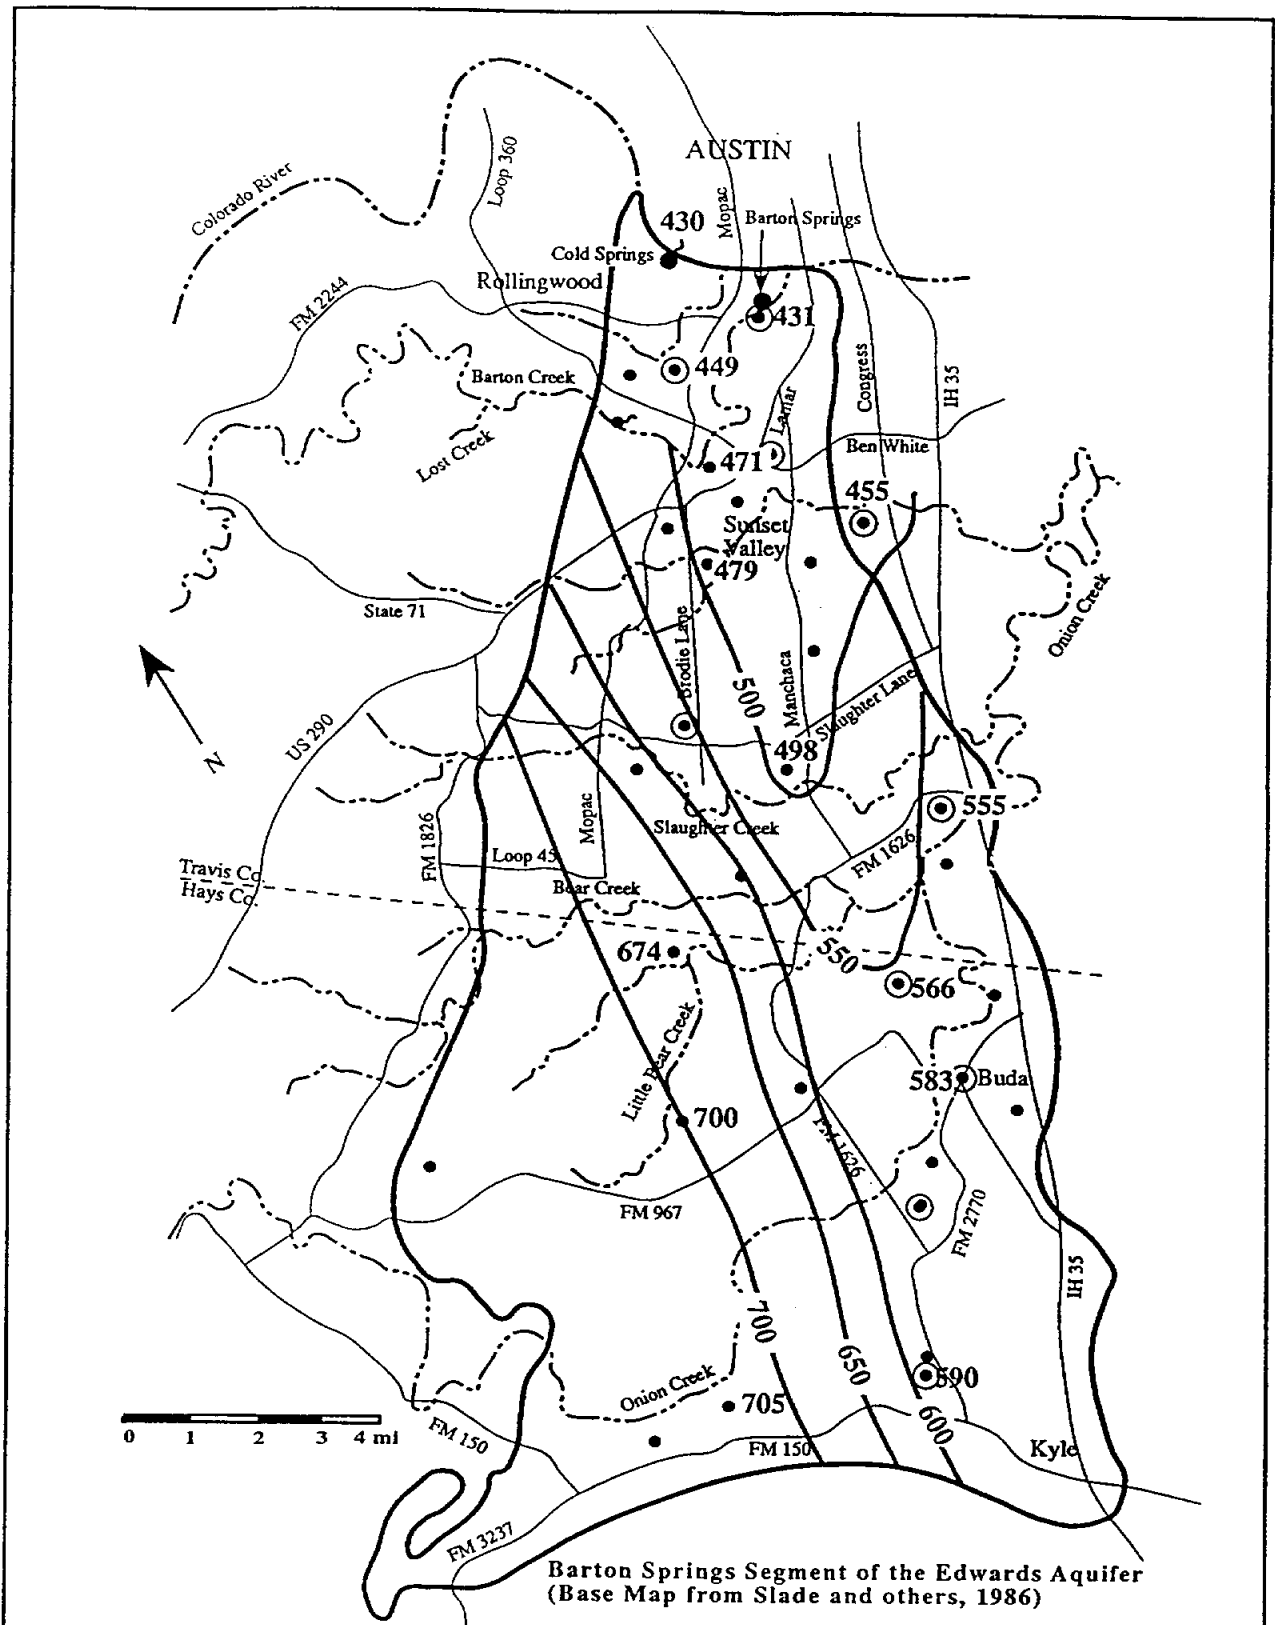 AUSTIN
Loop 360
Colorado River
Mopac
430
Barton Springs
Cold Springs
Rollingwood
FM 2244
431
449
Barton Creek
Congress
IH 35
Lamar
Lost Creek
Ben White
471
455
Sunset
Valley
479
State 71
Onion Creek
Brodie Lane
500
Manchaca
Slaughter Lane
N
US 290
498
555
Mopac
Slaughter Creek
FM 1826
FM 1626
Loop 45
Travis Co.
Hays Co.
Bear Creek
674
550
566
Little Bear Creek
583
Buda
700
FM 1626
FM 967
FM 2770
IH 35
700
650
590
Onion Creek
705
600
0 1 2 3 4 mi
FM 150
FM 150
Kyle
FM 3237
Barton Springs Segment of the Edwards Aquifer
(Base Map from Slade and others, 1986)